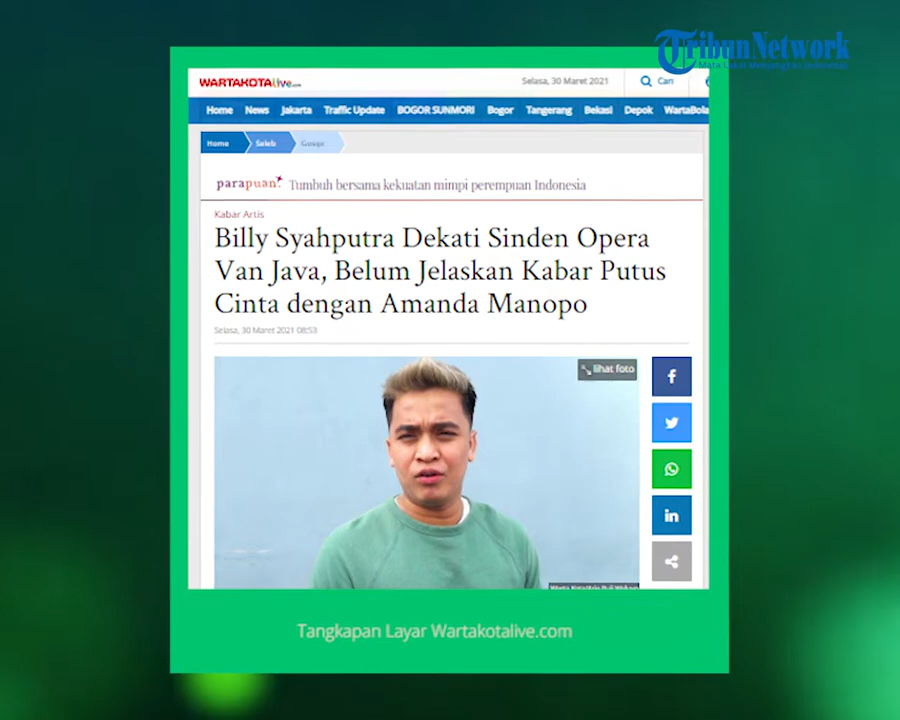 TribunNetwork
WARTAKOTAlive.com
Selasa, 30 Maret 2021
Cari
Home News Jakarta Traffic Update BOGOR SUNMORI Bogor Tangerang Bekasi Depok WartaBola
Home Seleb Gosip
parapuan Tumbuh bersama kekuatan mimpi perempuan Indonesia
Kabar Artis
Billy Syahputra Dekati Sinden Opera
Van Java, Belum Jelaskan Kabar Putus
Cinta dengan Amanda Manopo
Selasa, 30 Maret 2021 08:53
lihat foto
Tangkapan Layar Wartakotalive.com